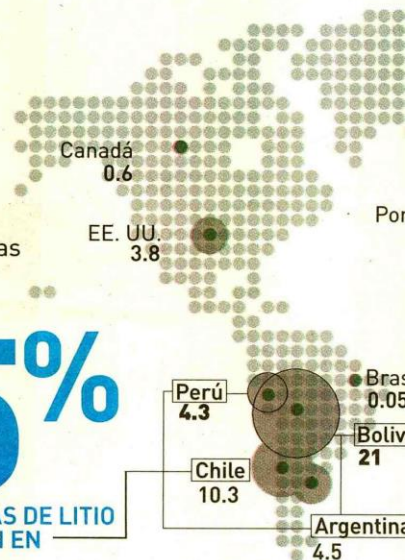 Canadá
0.6
EE. UU.
3.8
as
Por
5%
Perú
4.3
Bras
0.05
Boliv
21
Chile
10.3
AS DE LITIO
N EN
Argentina
4.5